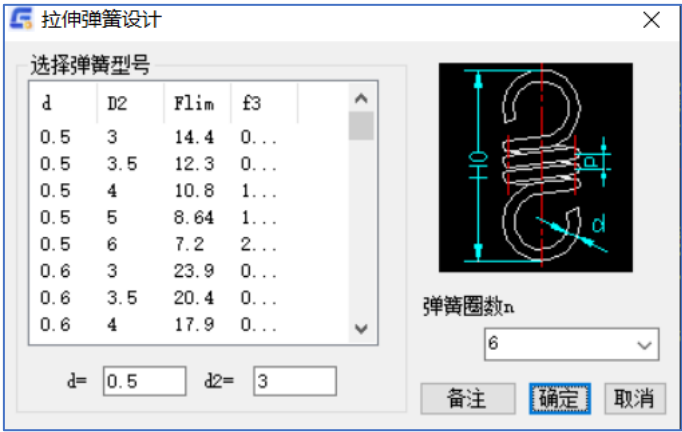 拉伸弹簧设计
选择弹簧型号
d D2 Flim f3
0.5 3 14.4 0...
0.5 3.5 12.3 0...
0.5 4 10.8 1...
0.5 5 8.64 1...
0.5 6 7.2 2...
0.6 3 23.9 0...
0.6 3.5 20.4 0...
0.6 4 17.9 0...
d= 0.5 d2= 3
H0
p
d
弹簧圈数n
6
备注 确定 取消